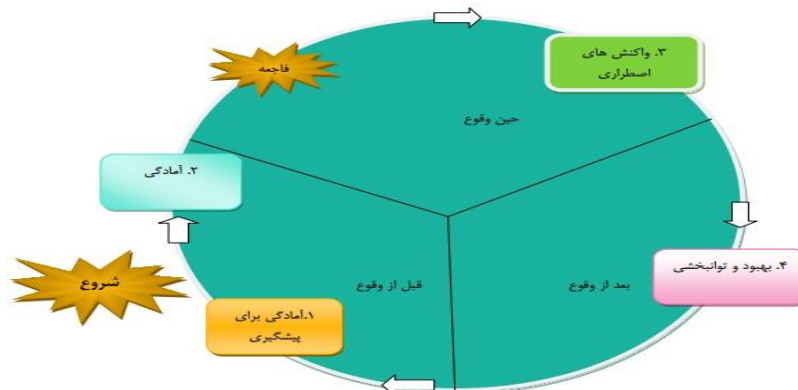 فاجعه
۳. واکنش های
اضطراری
حین وقوع
۲. آمادگی
شروع
قبل از وقوع
بعد از وقوع
۴. بهبود و توانبخشی
۱.آمادگی برای
پیشگیری